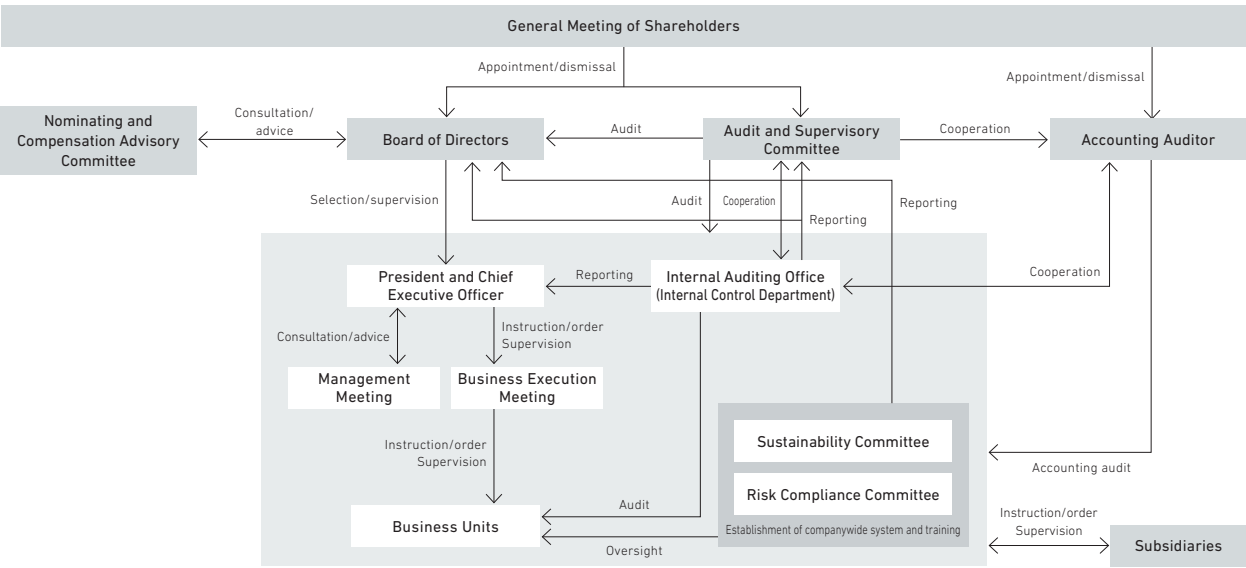 General Meeting of Shareholders
Appointment/dismissal
Appointment/dismissal
Nominating and
Compensation Advisory
Committee
Consultation/
advice
Board of Directors
Audit
Audit and Supervisory
Committee
Cooperation
Accounting Auditor
Selection/supervision
Audit
Cooperation
Reporting
Reporting
President and Chief
Executive Officer
Reporting
Internal Auditing Office
(Internal Control Department)
Cooperation
Consultation/advice
Instruction/order
Supervision
Management
Meeting
Business Execution
Meeting
Instruction/order
Supervision
Sustainability Committee
Accounting audit
Risk Compliance Committee
Establishment of companywide system and training
Business Units
Audit
Oversight
Instruction/order
Supervision
Subsidiaries